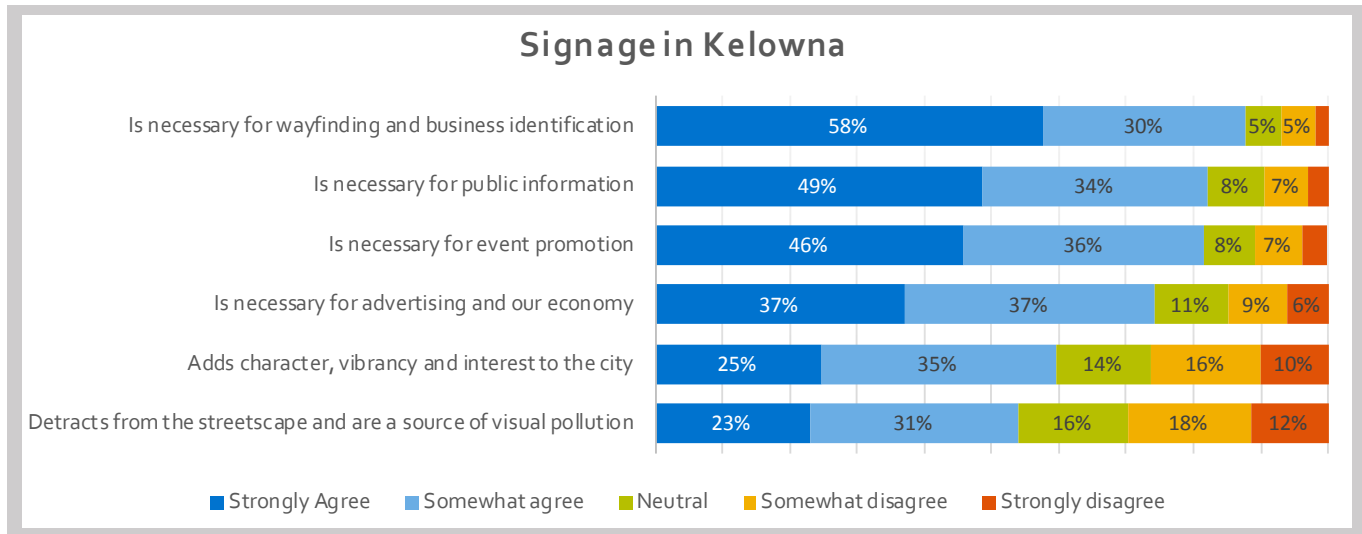 Signage in Kelowna
Is necessary for wayfinding and business identification 58% 30% 5% 5%
Is necessary for public information 49% 34% 8% 7%
Is necessary for event promotion 46% 36% 8% 7%
Is necessary for advertising and our economy 37% 37% 11% 9% 6%
Adds character, vibrancy and interest to the city 25% 35% 14% 16% 10%
Detracts from the streetscape and are a source of visual pollution 23% 31% 16% 18% 12%
Strongly Agree Somewhat agree Neutral Somewhat disagree Strongly disagree